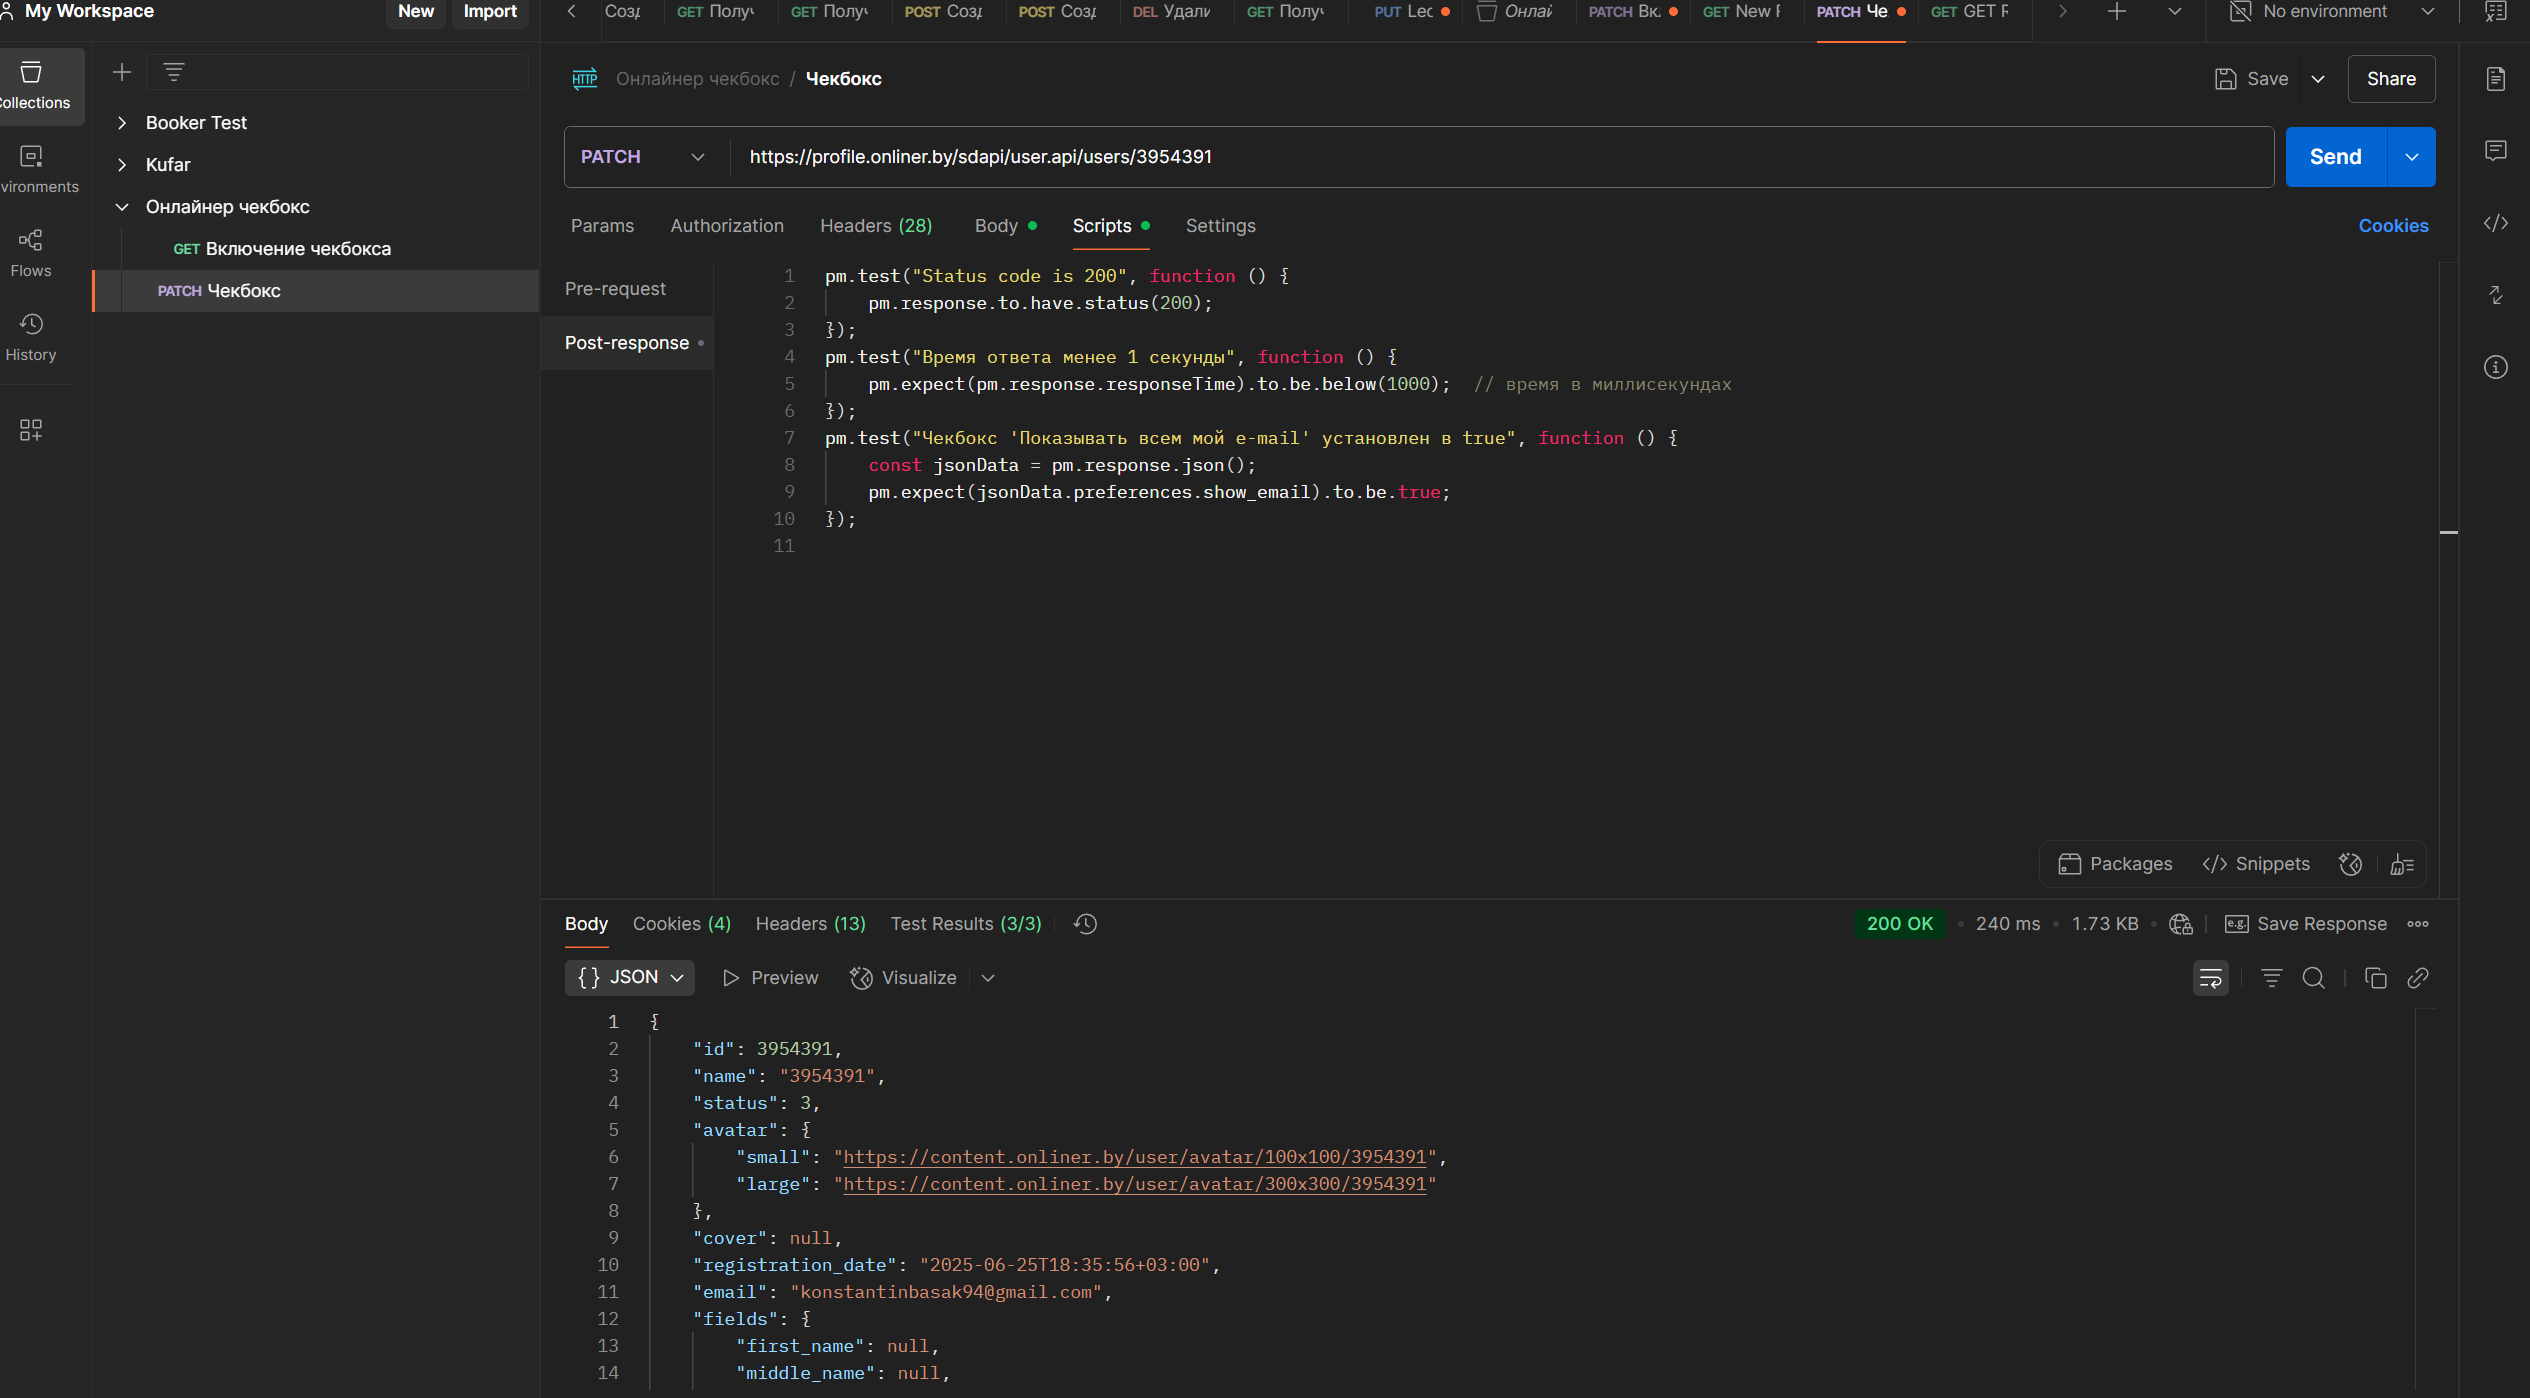 My Workspace
New
Import
Созд
GET Получ
GET Получ
POST Созд
POST Созд
DEL Удали
GET Получ
PUT Lec
Онлай
PATCH Вк.
GET New F
PATCH Че
GET GET R
No environment
Collections
vironments
Flows
History
Booker Test
Kufar
Онлайнер чекбокс
GET Включение чекбокса
PATCH Чекбокс
HTTP Онлайнер чекбокс / Чекбокс
Save
Share
PATCH
https://profile.onliner.by/sdapi/user.api/users/3954391
Send
Params
Authorization
Headers (28)
Body
Scripts
Settings
Cookies
Pre-request
Post-response
1 pm.test("Status code is 200", function () {
2 pm.response.to.have.status(200);
3 });
4 pm.test("Время ответа менее 1 секунды", function () {
5 pm.expect(pm.response.responseTime).to.be.below(1000); // время в миллисекундах
6 });
7 pm.test("Чекбокс 'Показывать всем мой e-mail' установлен в true", function () {
8 const jsonData = pm.response.json();
9 pm.expect(jsonData.preferences.show_email).to.be.true;
10 });
11
Packages
</> Snippets
Body
Cookies (4)
Headers (13)
Test Results (3/3)
200 OK
240 ms
1.73 KB
e.g. Save Response
{} JSON
Preview
Visualize
1 {
2 "id": 3954391,
3 "name": "3954391",
4 "status": 3,
5 "avatar": {
6 "small": "https://content.onliner.by/user/avatar/100x100/3954391",
7 "large": "https://content.onliner.by/user/avatar/300x300/3954391"
8 },
9 "cover": null,
10 "registration_date": "2025-06-25T18:35:56+03:00",
11 "email": "konstantinbasak94@gmail.com",
12 "fields": {
13 "first_name": null,
14 "middle_name": null,